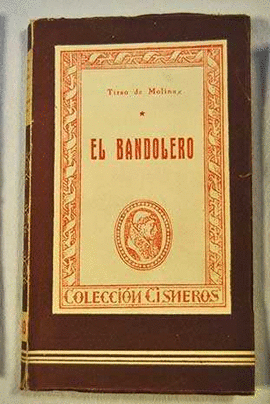 Tirso de Molina
EL BANDOLERO
COLECCIÓN CISNEROS